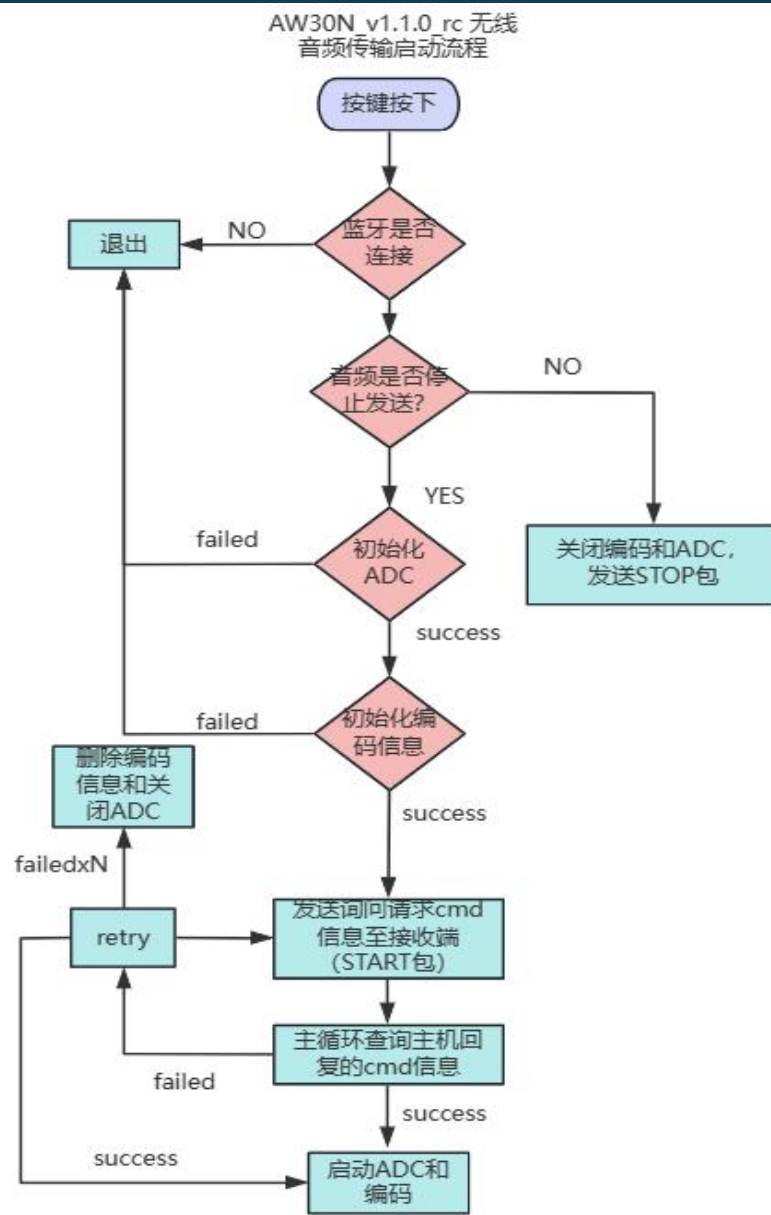 AW30N_v1.1.0_rc 无线
音频传输启动流程
按键按下
蓝牙是否
连接
NO
退出
音频是否停
止发送?
NO
YES
关闭编码和ADC,
发送STOP包
初始化
ADC
failed
success
初始化编
码信息
failed
success
删除编码
信息和关
闭ADC
failedxN
retry
发送询问请求cmd
信息至接收端
(START包)
主循环查询主机回
复的cmd信息
failed
success
success
启动ADC和
编码